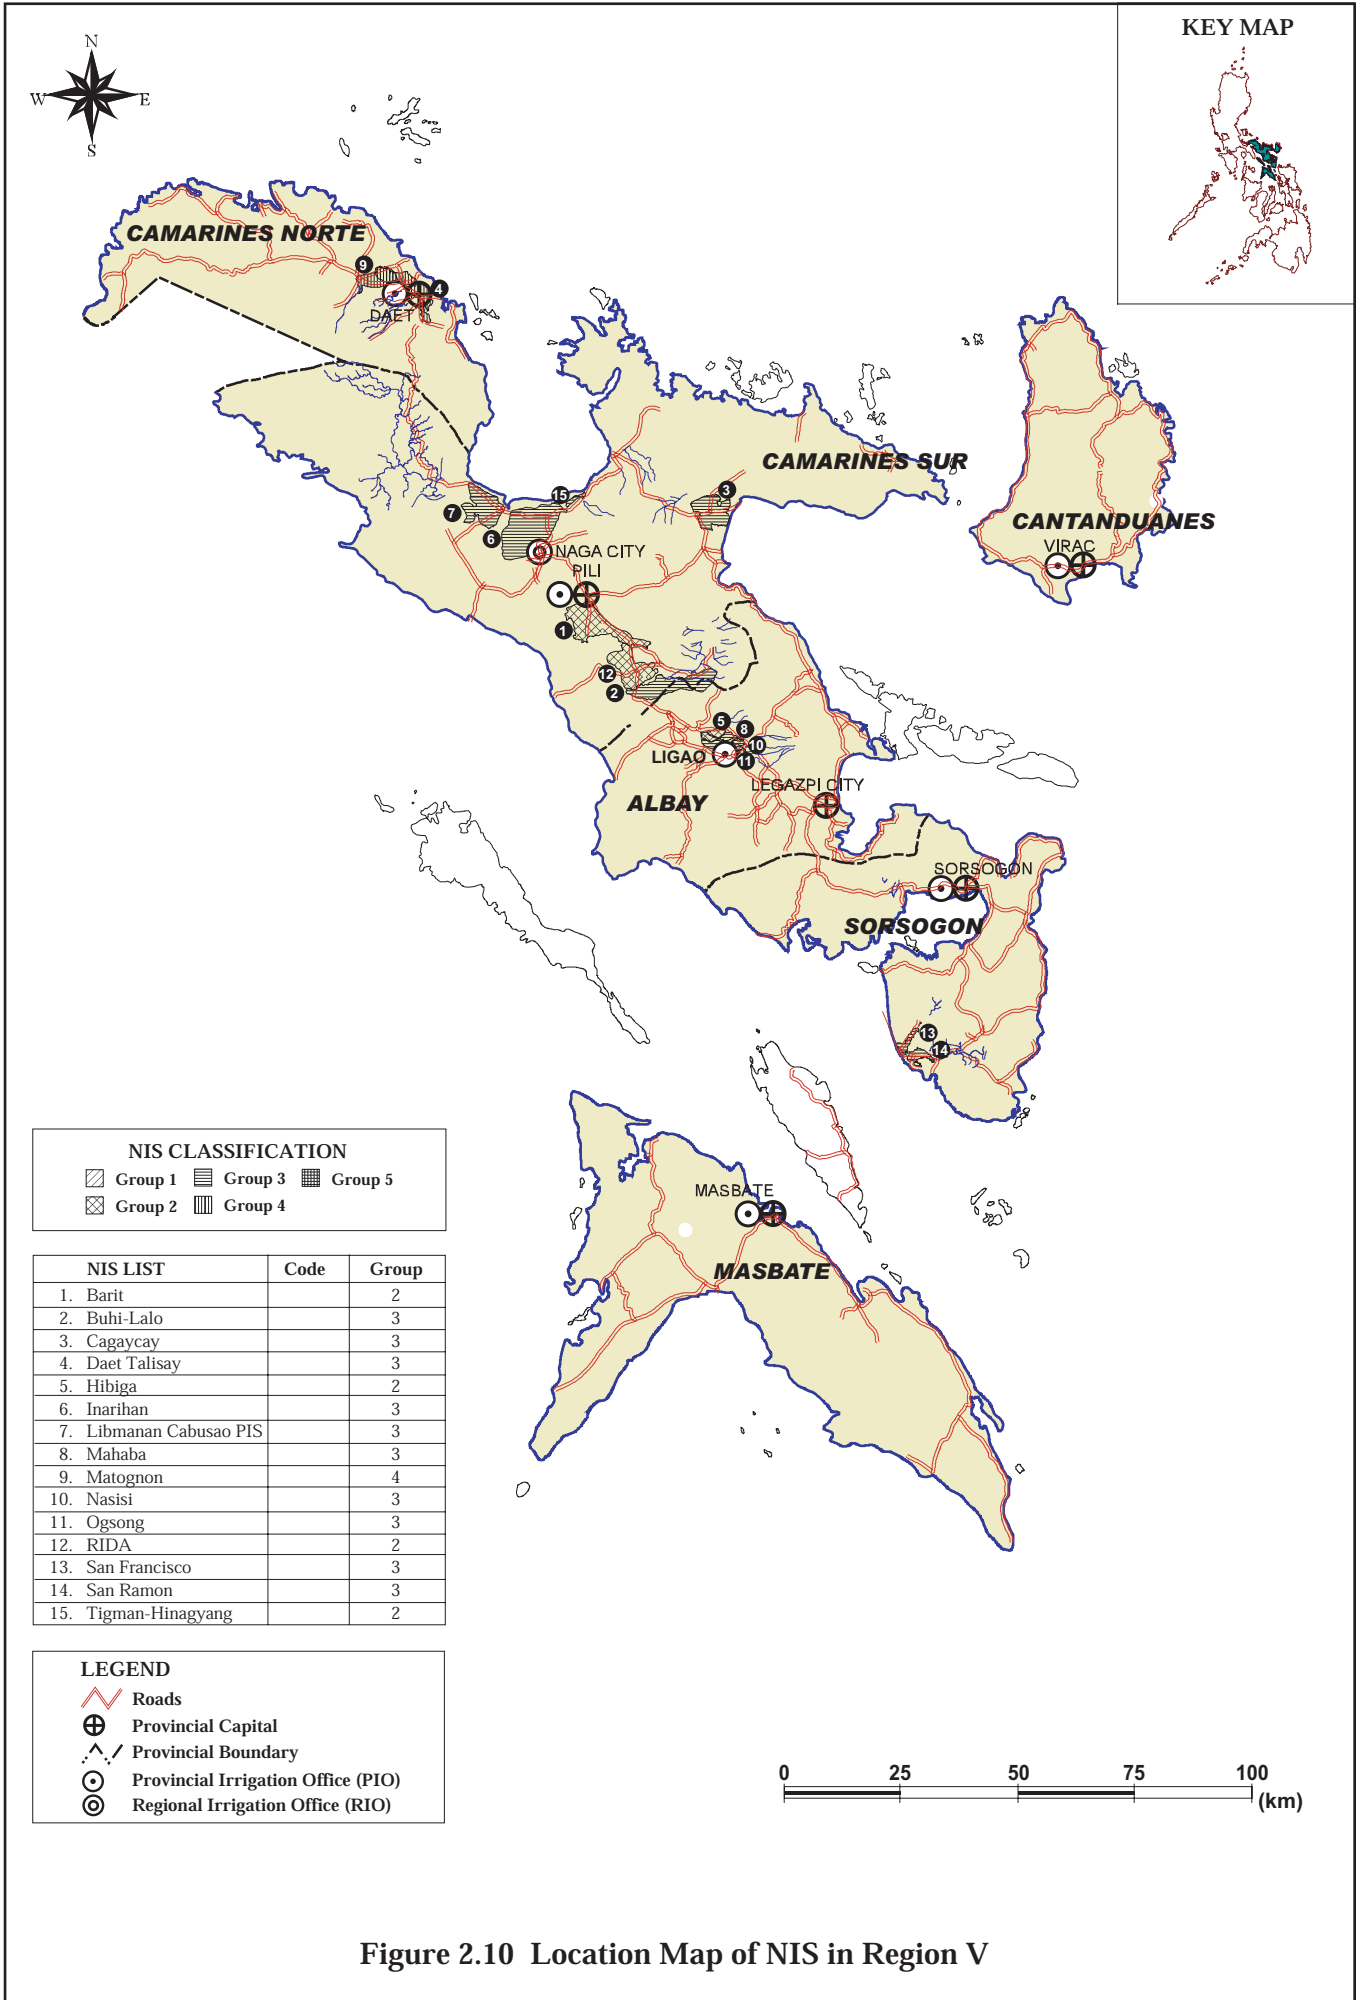 KEY MAP
N
W E
S
CAMARINES NORTE
9
4
DAET
CAMARINES SUR
3
15
7
CANTANDUANES
6
VIRAC
NAGA CITY
PILI
1
12
2
5
8
10
LIGAO
11
LEGAZPI CITY
ALBAY
SORSOGON
SORSOGON
13
14
NIS CLASSIFICATION
Group 1 Group 3 Group 5
Group 2 Group 4
MASBATE
MASBATE
NIS LIST Code Group
1. Barit 2
2. Buhi-Lalo 3
3. Cagaycay 3
4. Daet Talisay 3
5. Hibiga 2
6. Inarihan 3
7. Libmanan Cabusao PIS 3
8. Mahaba 3
9. Matognon 4
10. Nasisi 3
11. Ogsong 3
12. RIDA 2
13. San Francisco 3
14. San Ramon 3
15. Tigman-Hinagyang 2
LEGEND
Roads
Provincial Capital
Provincial Boundary
Provincial Irrigation Office (PIO)
Regional Irrigation Office (RIO)
0 25 50 75 100
(km)
Figure 2.10 Location Map of NIS in Region V